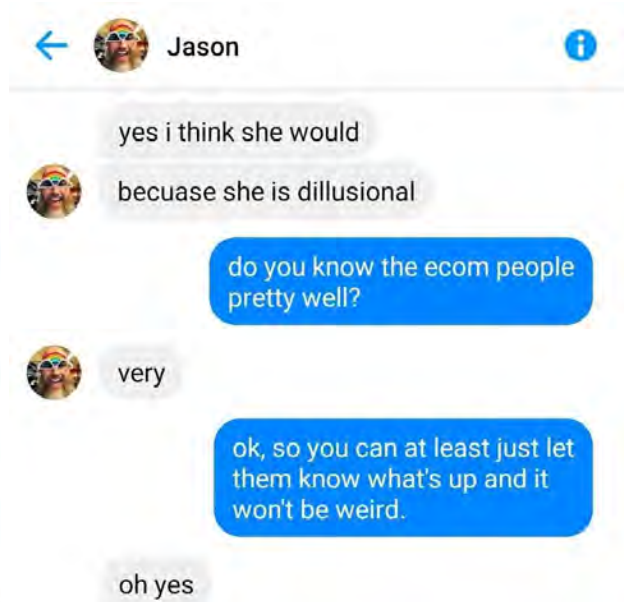 Jason
yes i think she would
becuase she is dillusional
do you know the ecom people
pretty well?
very
ok, so you can at least just let
them know what's up and it
won't be weird.
oh yes